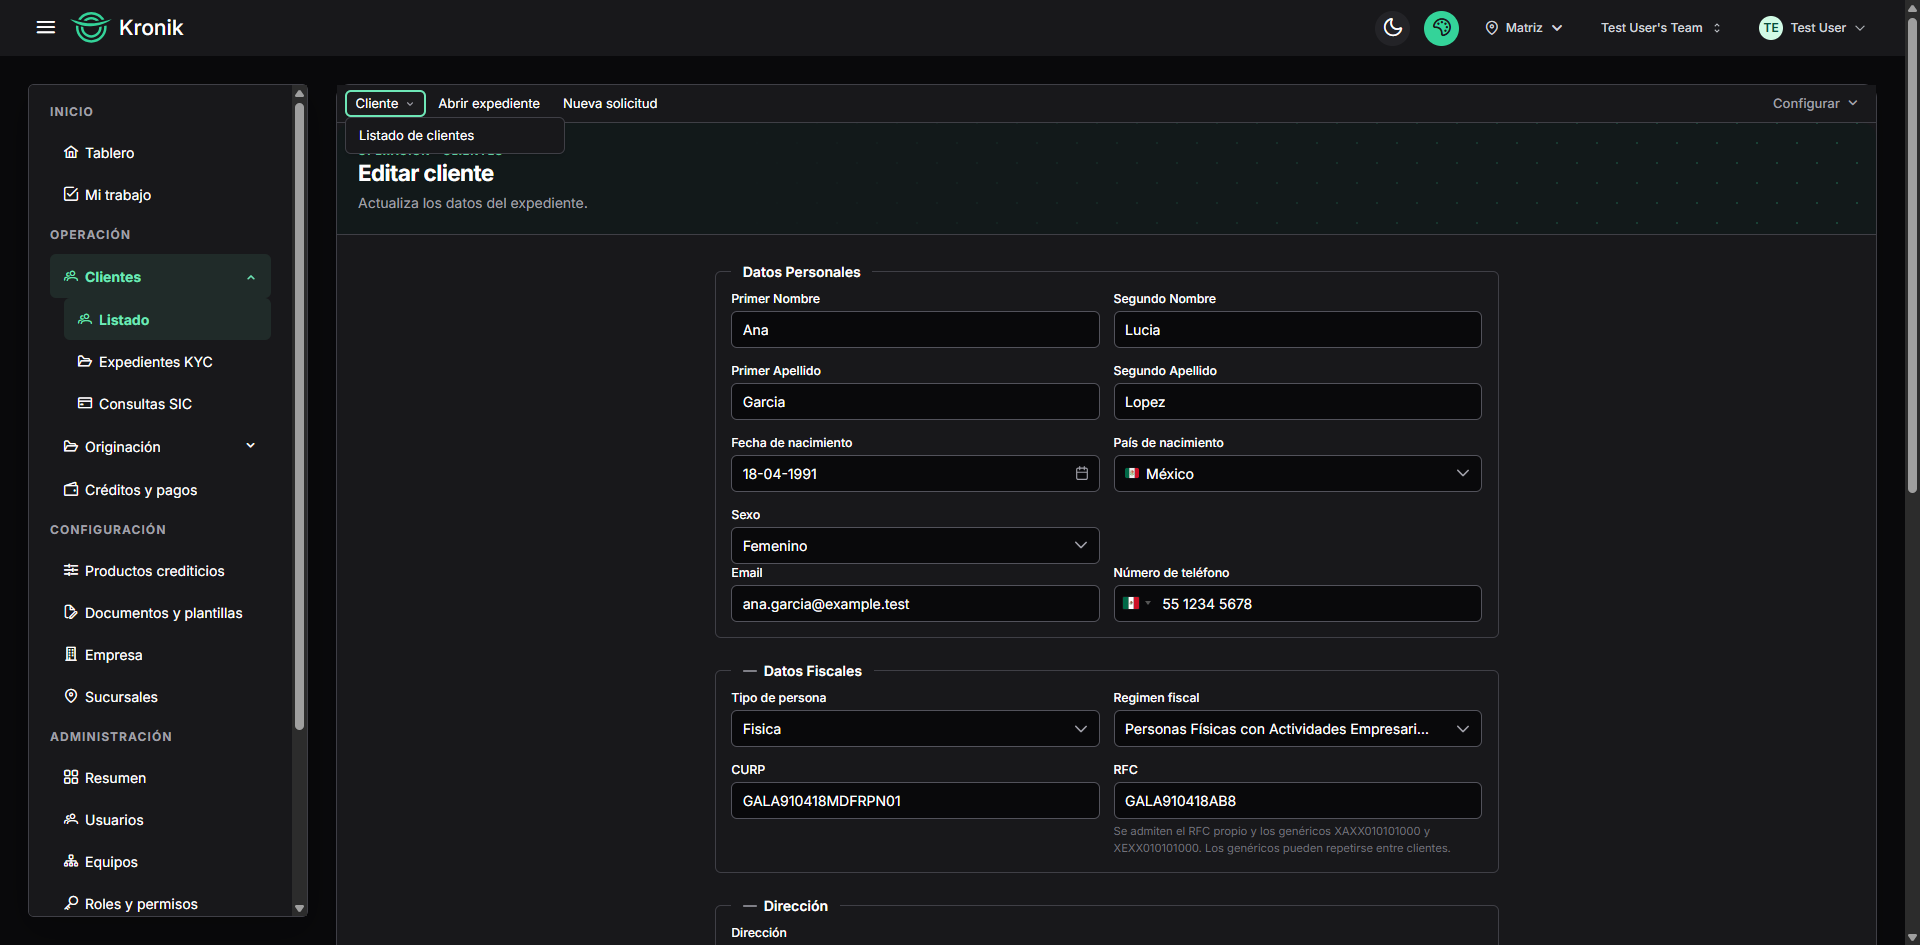 Kronik
Matriz
Test User's Team
TE
Test User
INICIO
Tablero
Mi trabajo
OPERACIÓN
Clientes
Listado
Expedientes KYC
Consultas SIC
Originación
Créditos y pagos
CONFIGURACIÓN
Productos crediticios
Documentos y plantillas
Empresa
Sucursales
ADMINISTRACIÓN
Resumen
Usuarios
Equipos
Roles y permisos
Cliente
Abrir expediente
Nueva solicitud
Configurar
Listado de clientes
Editar cliente
Actualiza los datos del expediente.
Datos Personales
Primer Nombre
Segundo Nombre
Ana
Lucia
Primer Apellido
Segundo Apellido
Garcia
Lopez
Fecha de nacimiento
País de nacimiento
18-04-1991
México
Sexo
Femenino
Email
Número de teléfono
ana.garcia@example.test
55 1234 5678
Datos Fiscales
Tipo de persona
Regimen fiscal
Fisica
Personas Físicas con Actividades Empresari...
CURP
RFC
GALA910418MDFRPN01
GALA910418AB8
Se admiten el RFC propio y los genéricos XAXX010101000 y
XEXX010101000. Los genéricos pueden repetirse entre clientes.
Dirección
Dirección